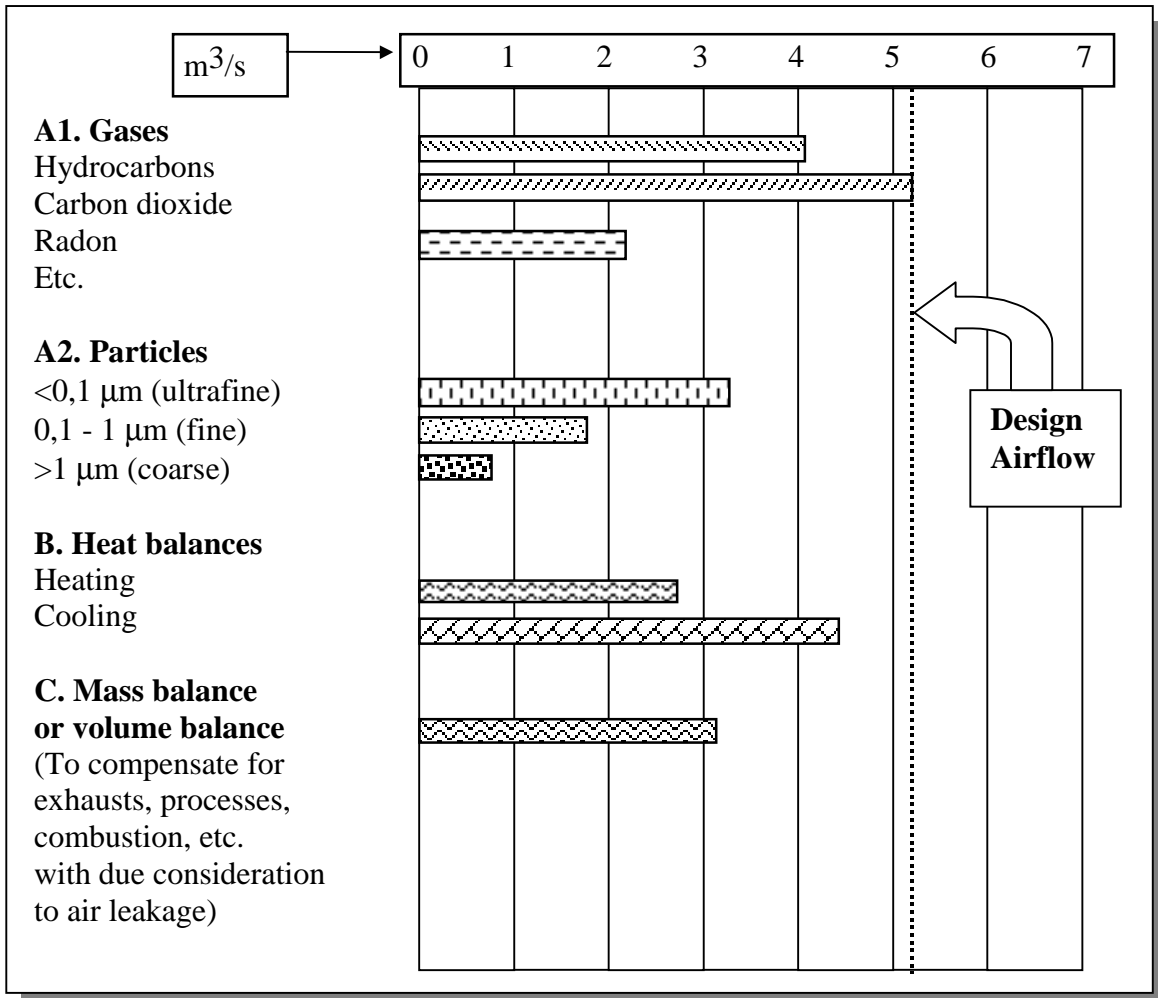 m3/s
0 1 2 3 4 5 6 7
A1. Gases
Hydrocarbons
Carbon dioxide
Radon
Etc.
A2. Particles
<0,1 μm (ultrafine)
0,1 - 1 μm (fine)
>1 μm (coarse)
Design
Airflow
B. Heat balances
Heating
Cooling
C. Mass balance
or volume balance
(To compensate for
exhausts, processes,
combustion, etc.
with due consideration
to air leakage)